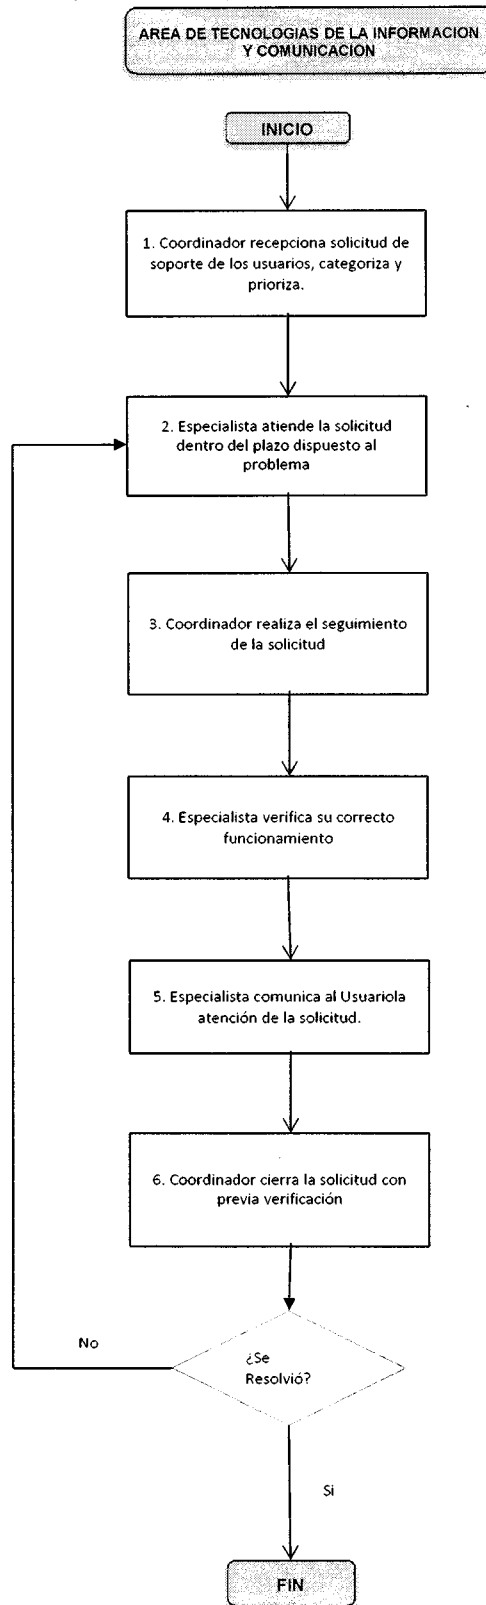 AREA DE TECNOLOGIAS DE LA INFORMACION
Y COMUNICACION
INICIO
1. Coordinador recepciona solicitud de
soporte de los usuarios, categoriza y
prioriza.
2. Especialista atiende la solicitud
dentro del plazo dispuesto al
problema
3. Coordinador realiza el seguimiento
de la solicitud
4. Especialista verifica su correcto
funcionamiento
5. Especialista comunica al Usuariola
atención de la solicitud.
6. Coordinador cierra la solicitud con
previa verificación
No
¿Se
Resolvió?
Si
FIN